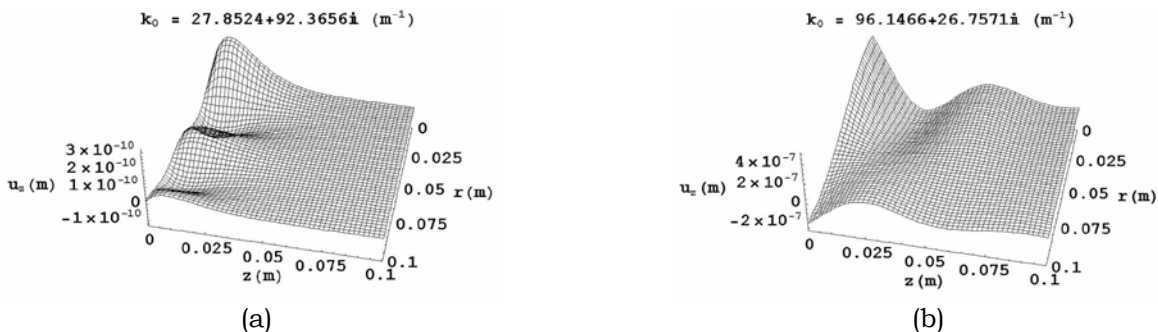 k₀ = 27.8524+92.3656i (m⁻¹)
3×10⁻¹⁰
2×10⁻¹⁰
1×10⁻¹⁰
0
-1×10⁻¹⁰
u_z(m)
0
0.025
0.05
0.075
0.1
z(m)
0
0.025
0.05
0.075
0.1
r(m)
(a)
k₀ = 96.1466+26.7571i (m⁻¹)
4×10⁻⁷
2×10⁻⁷
0
-2×10⁻⁷
u_z(m)
0
0.025
0.05
0.075
0.1
z(m)
0
0.025
0.05
0.075
0.1
r(m)
(b)